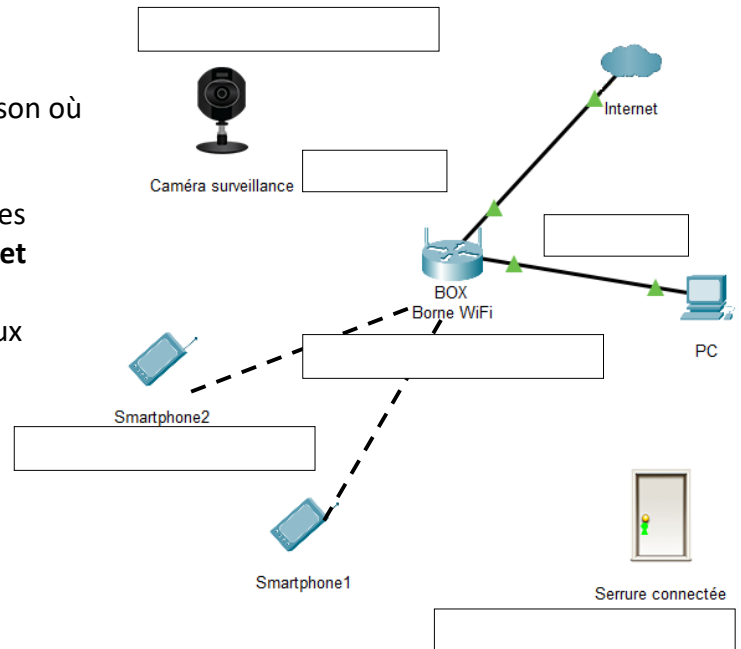 son où
es
et
ux
Internet
Caméra surveillance
BOX
Borne WiFi
PC
Smartphone2
Smartphone1
Serrure connectée